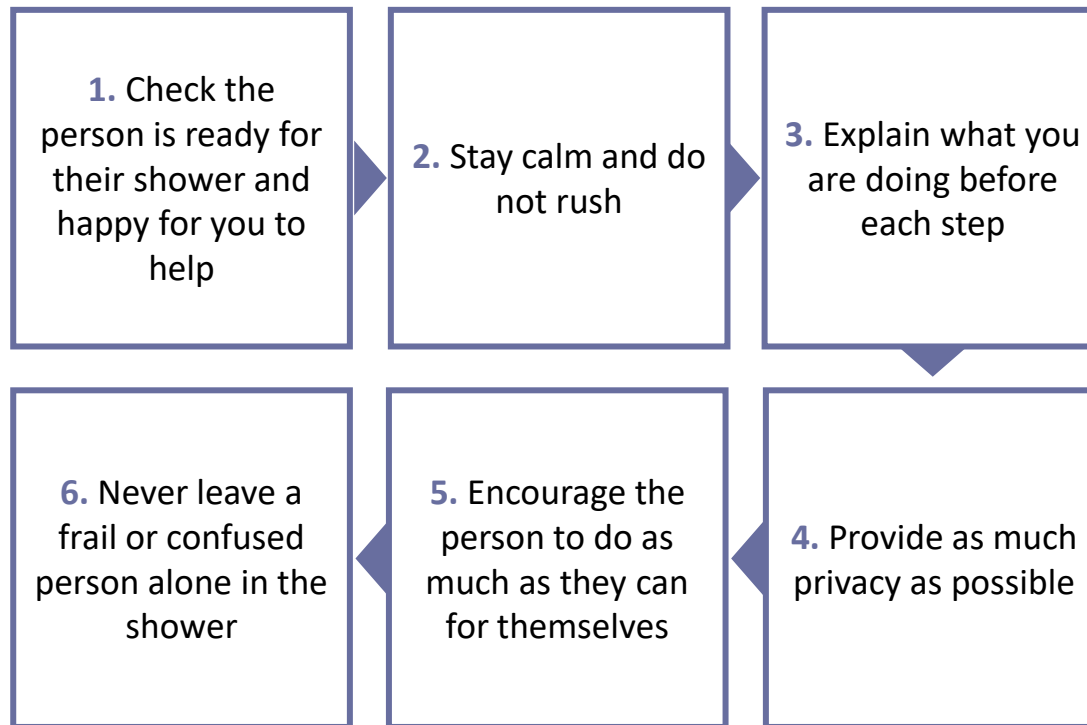 1. Check the
person is ready for
their shower and
happy for you to
help
2. Stay calm and do
not rush
3. Explain what you
are doing before
each step
4. Provide as much
privacy as possible
5. Encourage the
person to do as
much as they can
for themselves
6. Never leave a
frail or confused
person alone in the
shower